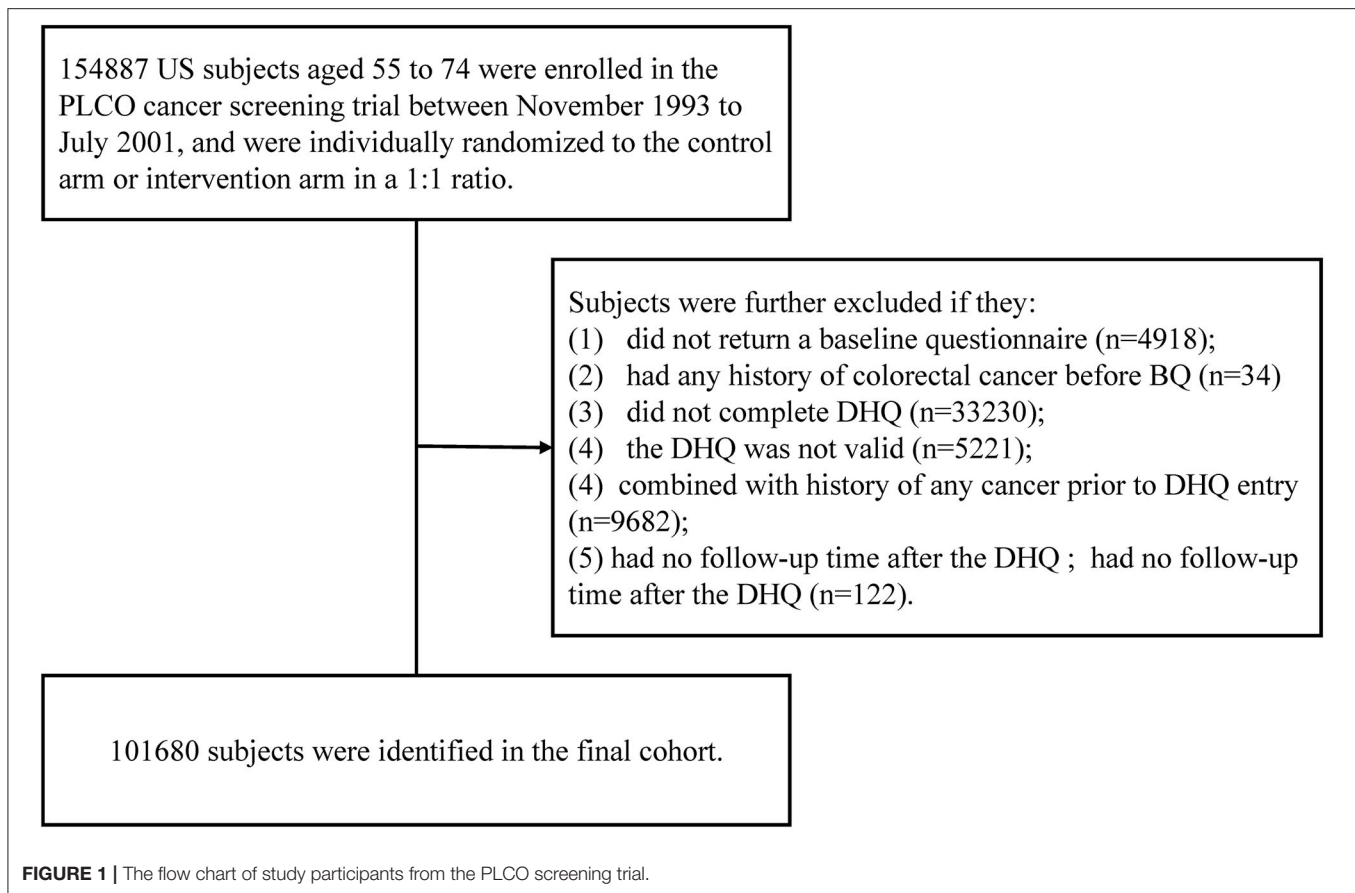 154887 US subjects aged 55 to 74 were enrolled in the
PLCO cancer screening trial between November 1993 to
July 2001, and were individually randomized to the control
arm or intervention arm in a 1:1 ratio.
Subjects were further excluded if they:
(1) did not return a baseline questionnaire (n=4918);
(2) had any history of colorectal cancer before BQ (n=34)
(3) did not complete DHQ (n=33230);
(4) the DHQ was not valid (n=5221);
(4) combined with history of any cancer prior to DHQ entry
(n=9682);
(5) had no follow-up time after the DHQ ; had no follow-up
time after the DHQ (n=122).
101680 subjects were identified in the final cohort.
FIGURE 1 | The flow chart of study participants from the PLCO screening trial.